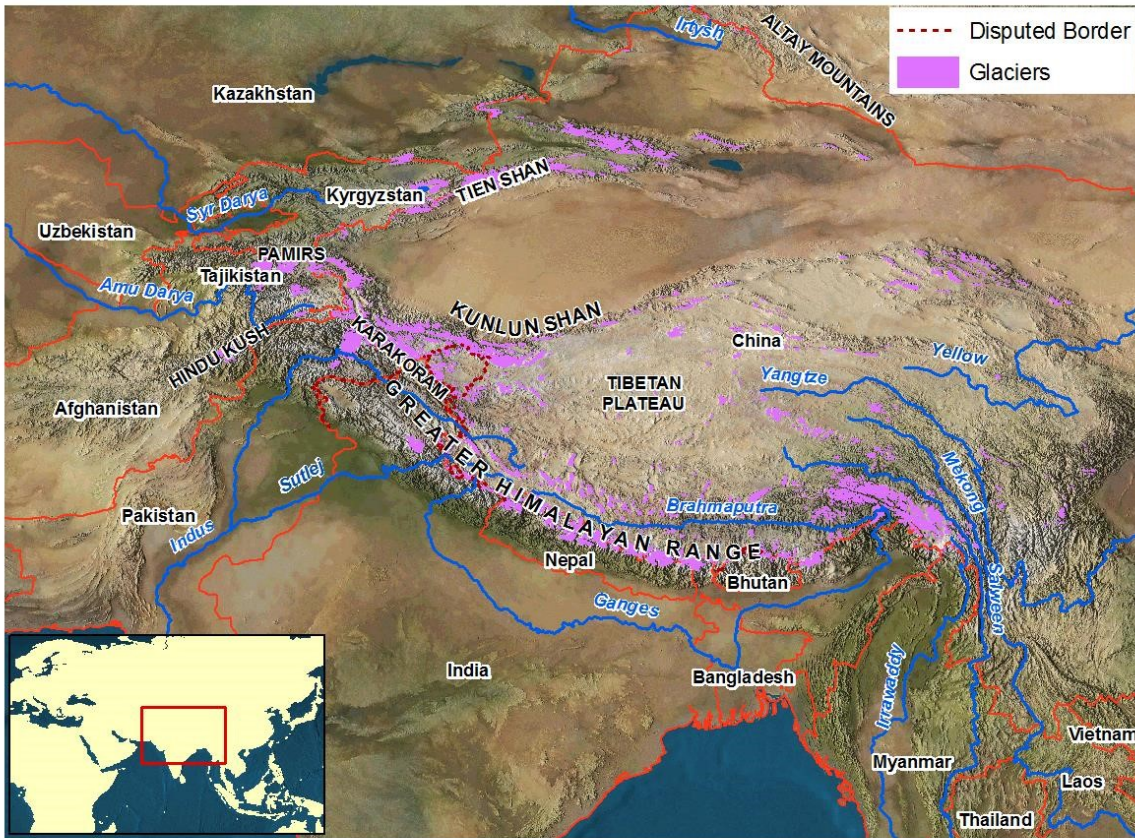 Irtysh
ALTAY MOUNTAINS
Disputed Border
Glaciers
Kazakhstan
Syr Darya
Kyrgyzstan
TIEN SHAN
Uzbekistan
PAMIRS
Tajikistan
Amu Darya
KUNLUN SHAN
HINDU KUSH
KARAKORAM
China
Yellow
Yangtze
TIBETAN
PLATEAU
Afghanistan
GREATER HIMALAYAN RANGE
Sutlej
Mekong
Brahmaputra
Pakistan
Indus
Nepal
Bhutan
Salween
Ganges
India
Bangladesh
Irrawaddy
Vietnam
Myanmar
Laos
Thailand